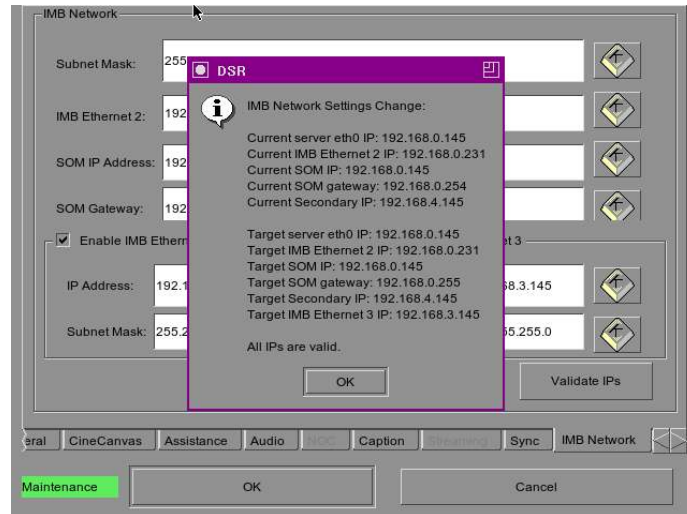 IMB Network
Subnet Mask:
255
IMB Ethernet 2:
192
SOM IP Address:
192
SOM Gateway:
192
DSR
IMB Network Settings Change:
Current server eth0 IP: 192.168.0.145
Current IMB Ethernet 2 IP: 192.168.0.231
Current SOM IP: 192.168.0.145
Current SOM gateway: 192.168.0.254
Current Secondary IP: 192.168.4.145
Target server eth0 IP: 192.168.0.145
Target IMB Ethernet 2 IP: 192.168.0.231
Target SOM IP: 192.168.0.145
Target SOM gateway: 192.168.0.255
Target Secondary IP: 192.168.4.145
Target IMB Ethernet 3 IP: 192.168.3.145
All IPs are valid.
OK
Enable IMB Ethern
et 3
IP Address: 192.1
68.3.145
Subnet Mask: 255.2
55.255.0
Validate IPs
eral CineCanvas Assistance Audio NOC Caption Streaming Sync IMB Network
Maintenance OK Cancel